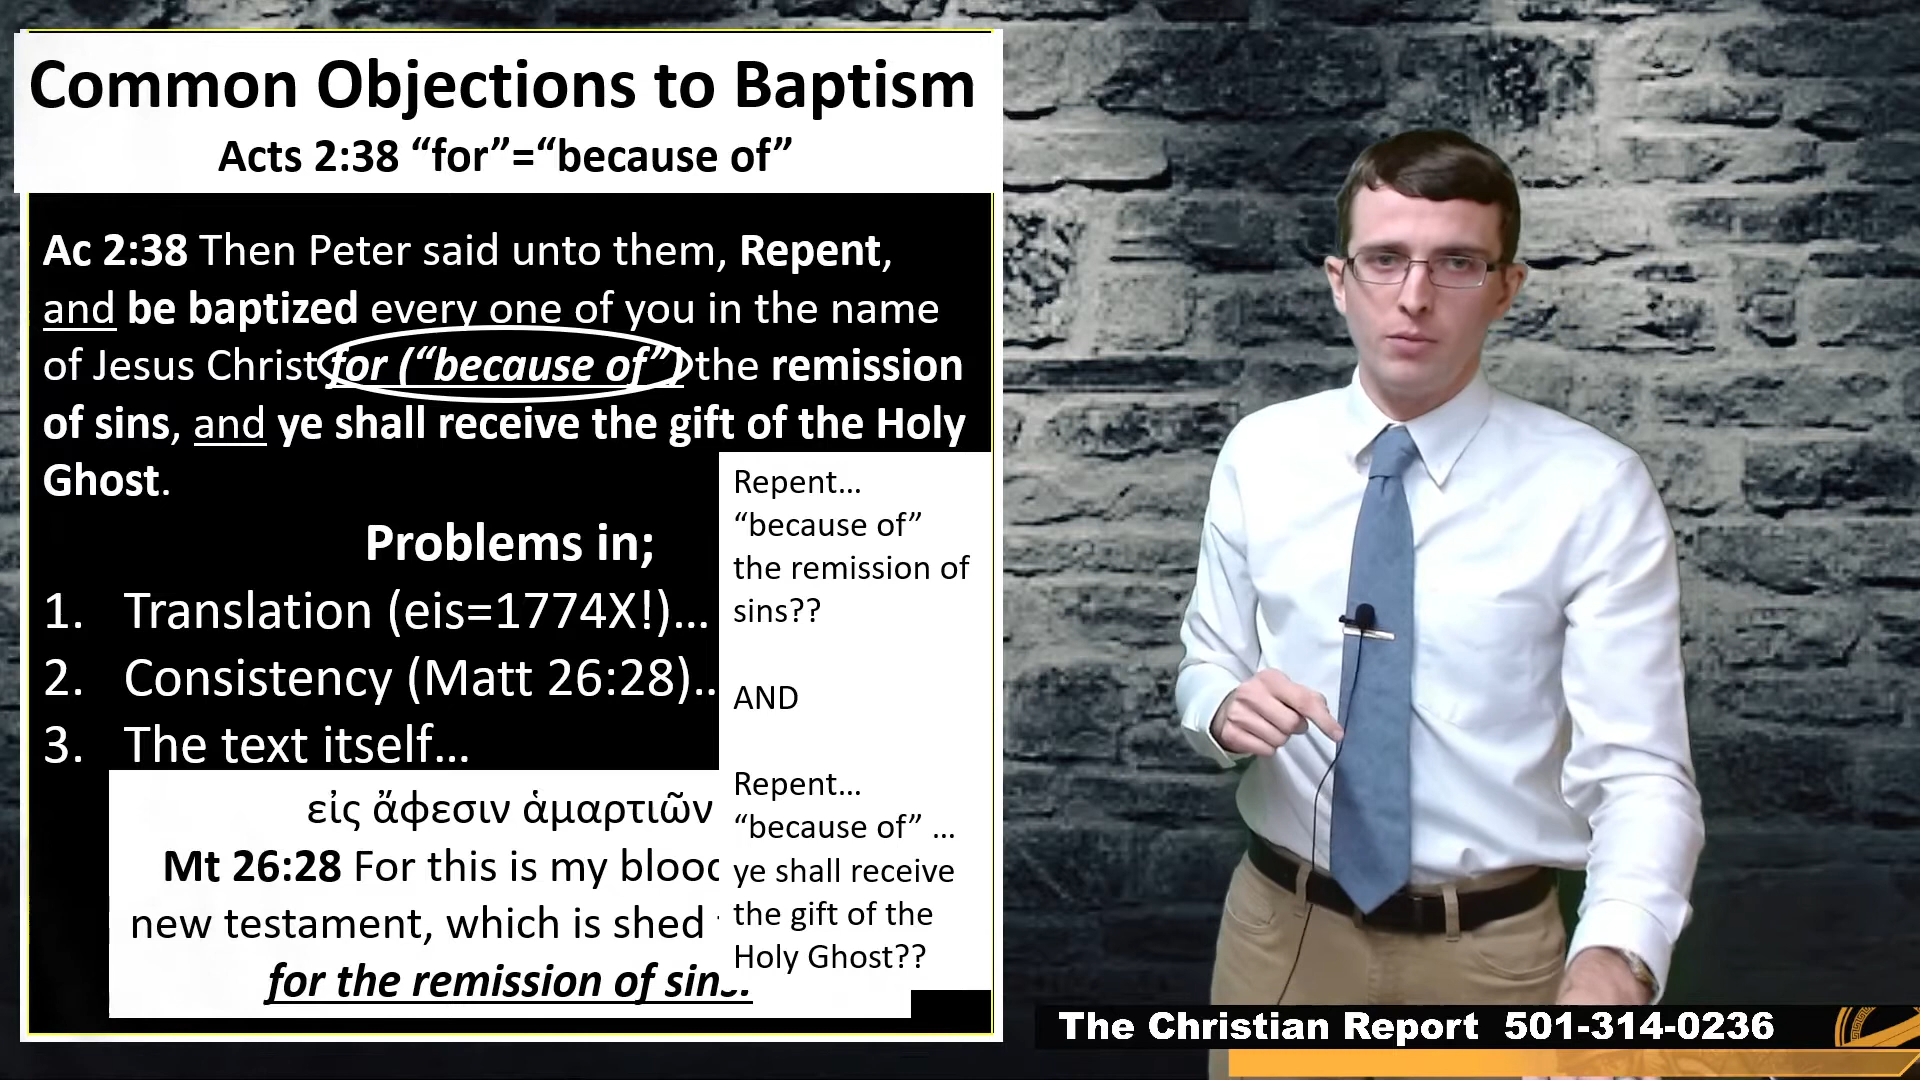 Common Objections to Baptism
Acts 2:38 “for”=“because of”
Ac 2:38 Then Peter said unto them, Repent,
and be baptized every one of you in the name
of Jesus Christ for (“because of”) the remission
of sins, and ye shall receive the gift of the Holy
Ghost.
Problems in;
1. Translation (eis=1774X!)...
2. Consistency (Matt 26:28)..
3. The text itself...
εἰς ἄφεσιν ἁμαρτιῶν
Mt 26:28 For this is my blood
new testament, which is shed
for the remission of sins.
Repent...
“because of”
the remission of
sins??
AND
Repent...
“because of” ...
ye shall receive
the gift of the
Holy Ghost??
The Christian Report 501-314-0236